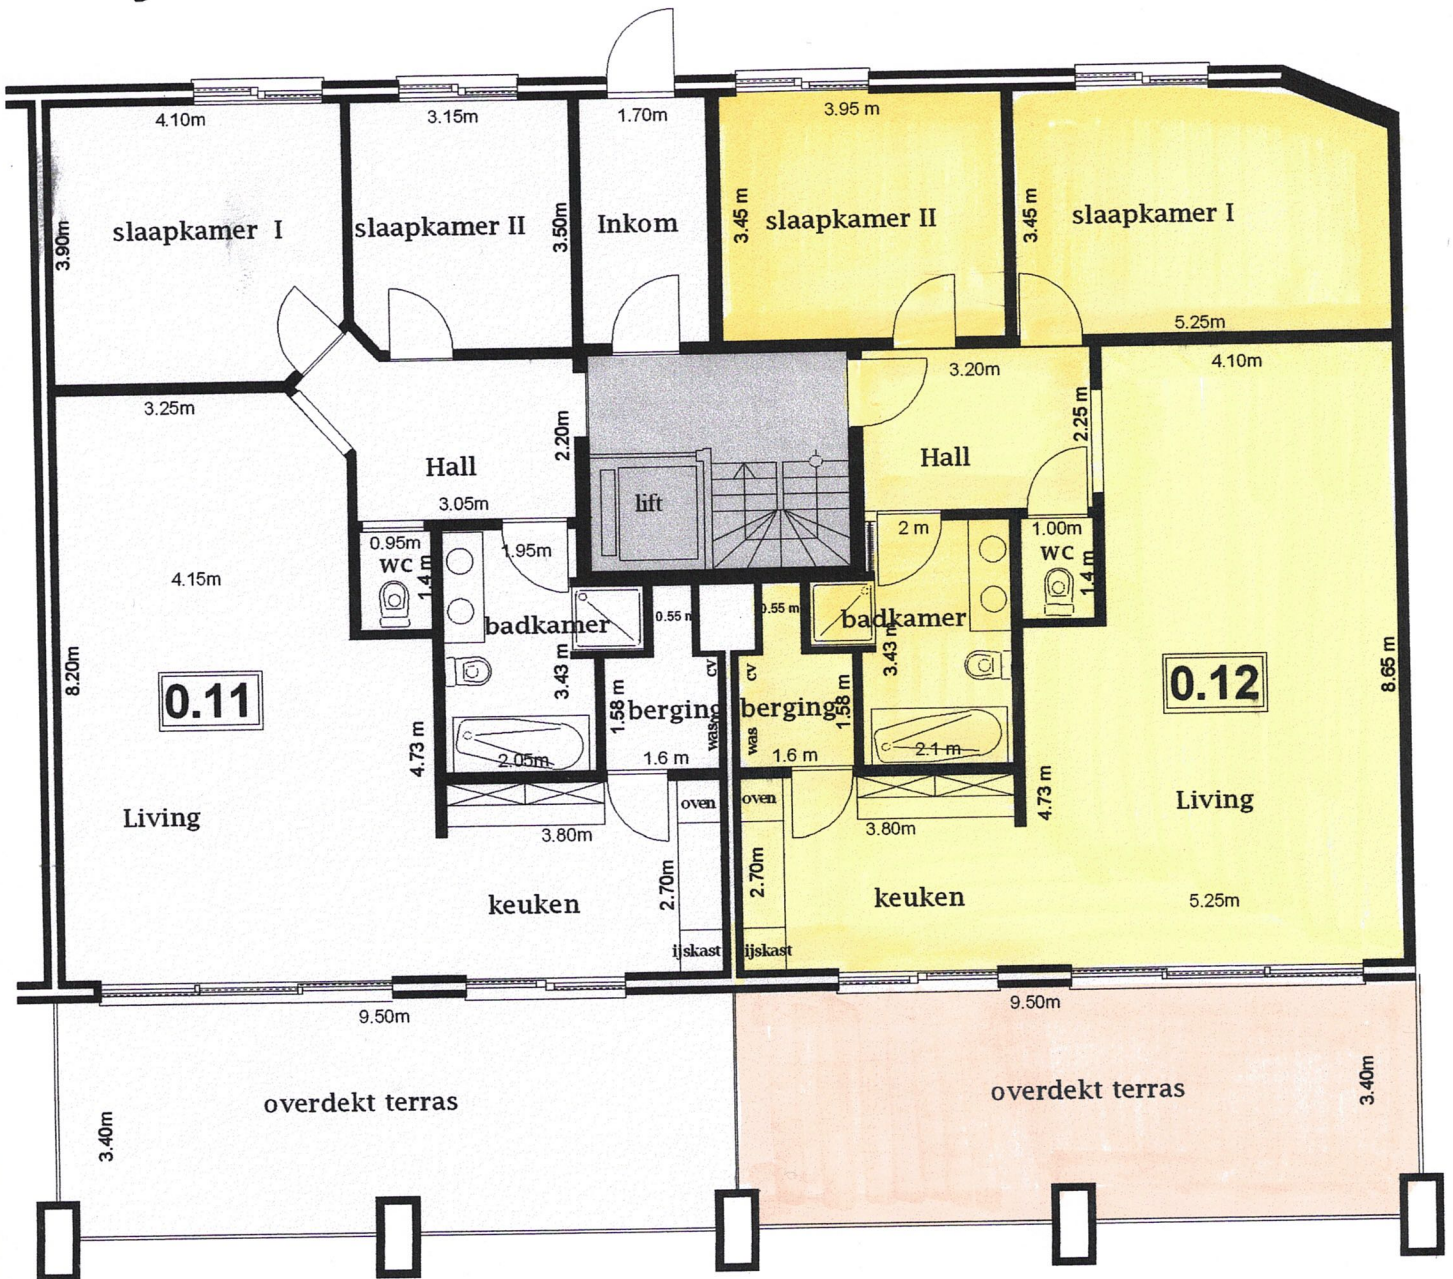 4.10m
3.15m
1.70m
3.95 m
3.90m
slaapkamer I
slaapkamer II
3.50m
Inkom
3.45 m
slaapkamer II
3.45 m
slaapkamer I
5.25m
3.25m
2.20m
3.20m
2.25 m
4.10m
Hall
3.05m
lift
Hall
0.95m
WC
1.4 m
1.95m
2 m
1.00m
WC
1.4 m
4.15m
badkamer
3.43 m
0.55 m
0.55 m
badkamer
3.43 m
8.20m
0.11
4.73 m
2.05m
1.58 m
berging
cv
was
1.6 m
cv
was
berging
1.58 m
1.6 m
2.1 m
4.73 m
0.12
8.65 m
Living
3.80m
oven
2.70m
keuken
ijskast
oven
2.70m
ijskast
3.80m
keuken
Living
5.25m
9.50m
9.50m
overdekt terras
3.40m
overdekt terras
3.40m